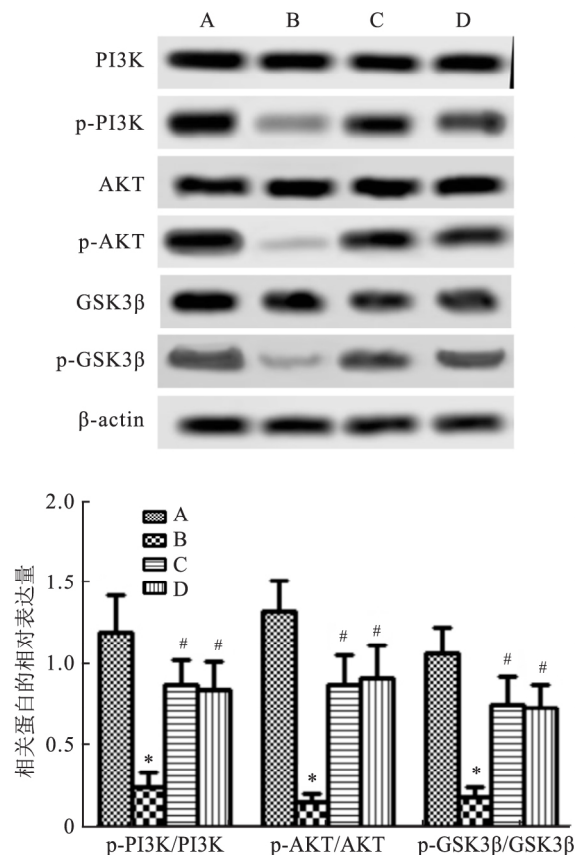 A B C D
PI3K
p-PI3K
AKT
p-AKT
GSK3β
p-GSK3β
β-actin
2.0
A
B
1.5
C
D
# #
# #
1.0
# #
0.5
*
*
*
0
相关蛋白的相对表达量
p-PI3K/PI3K p-AKT/AKT p-GSK3β/GSK3β